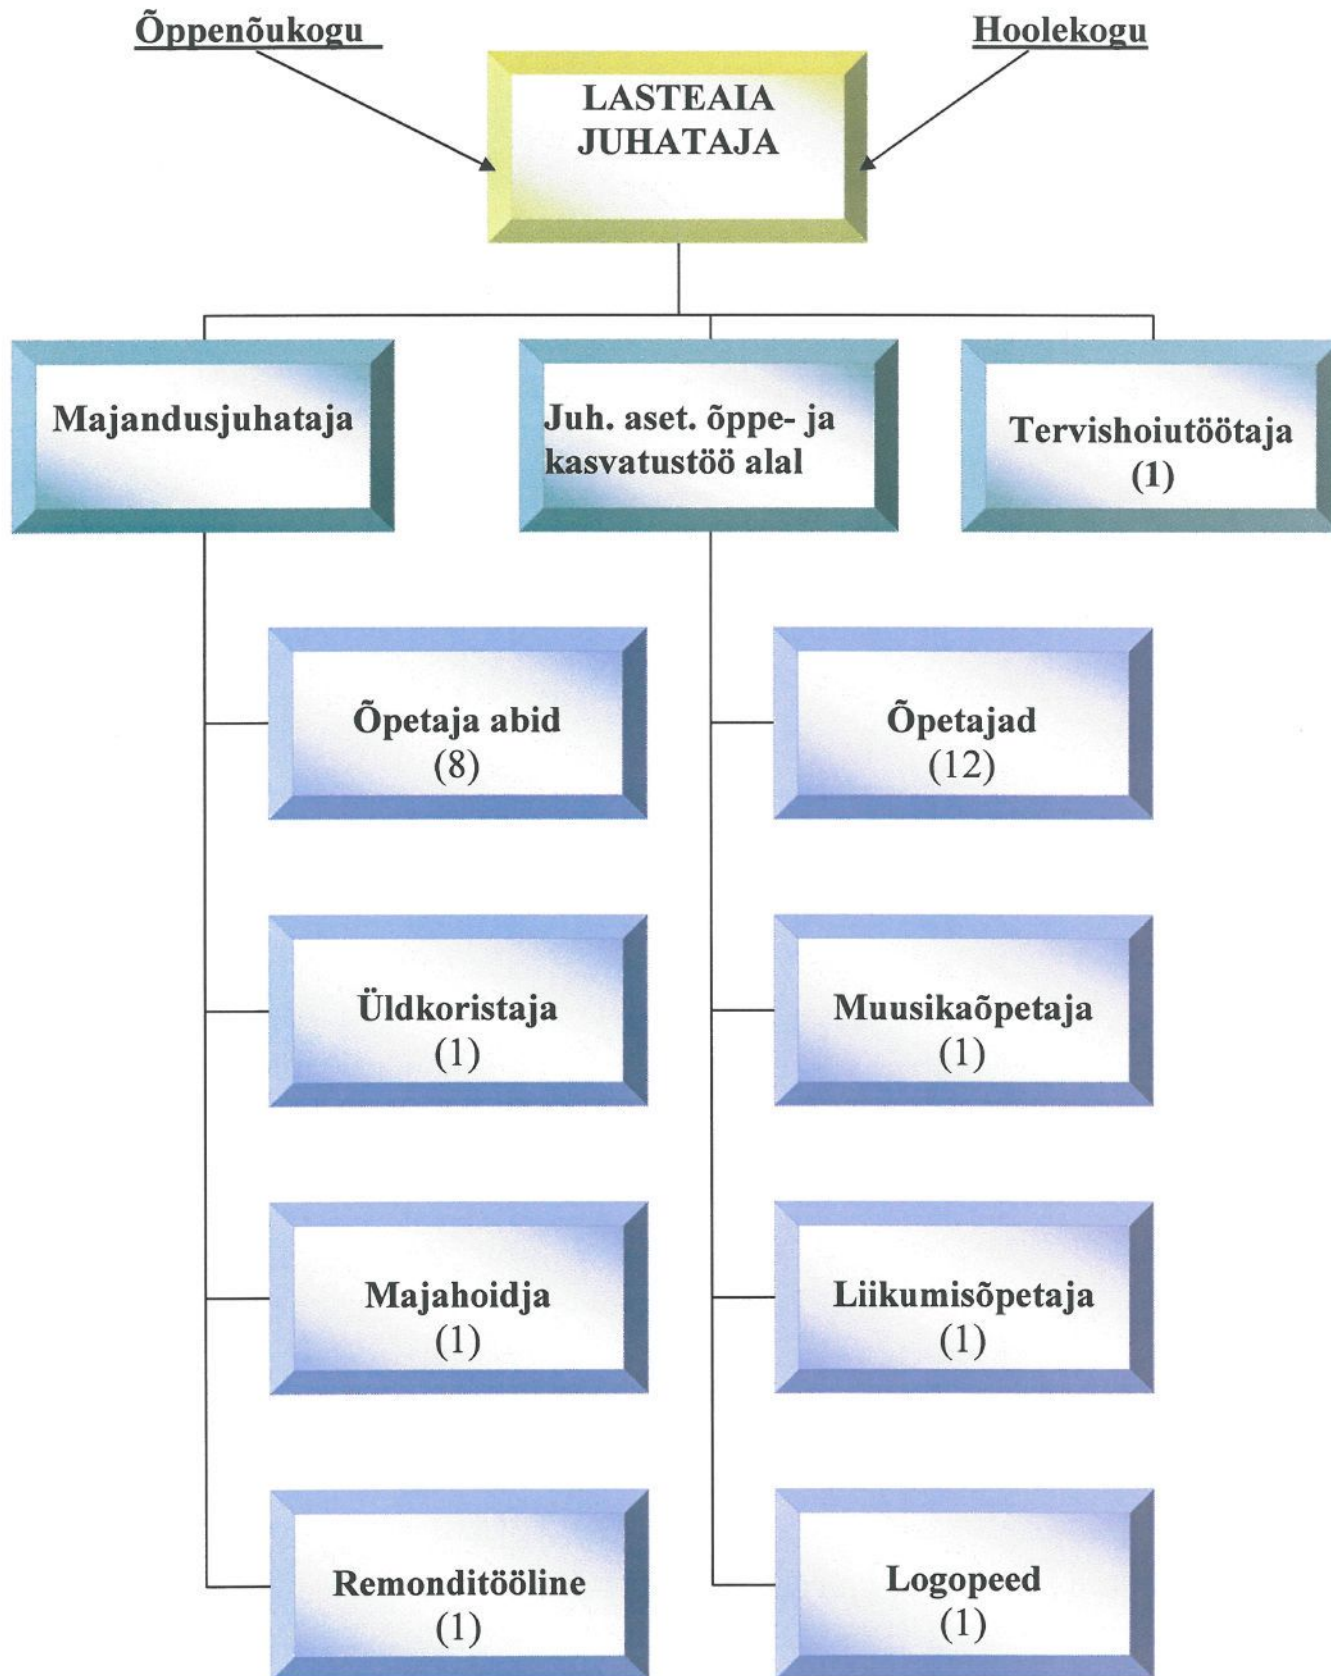 Õppenõukogu
Hoolekogu
LASTEAIA
JUHATAJA
Majandusjuhataja
Juh. aset. õppe- ja
kasvatustöö alal
Tervishoiutöötaja
(1)
Õpetaja abid
(8)
Õpetajad
(12)
Üldkoristaja
(1)
Muusikaõpetaja
(1)
Majahoidja
(1)
Liikumisõpetaja
(1)
Remonditööline
(1)
Logopeed
(1)